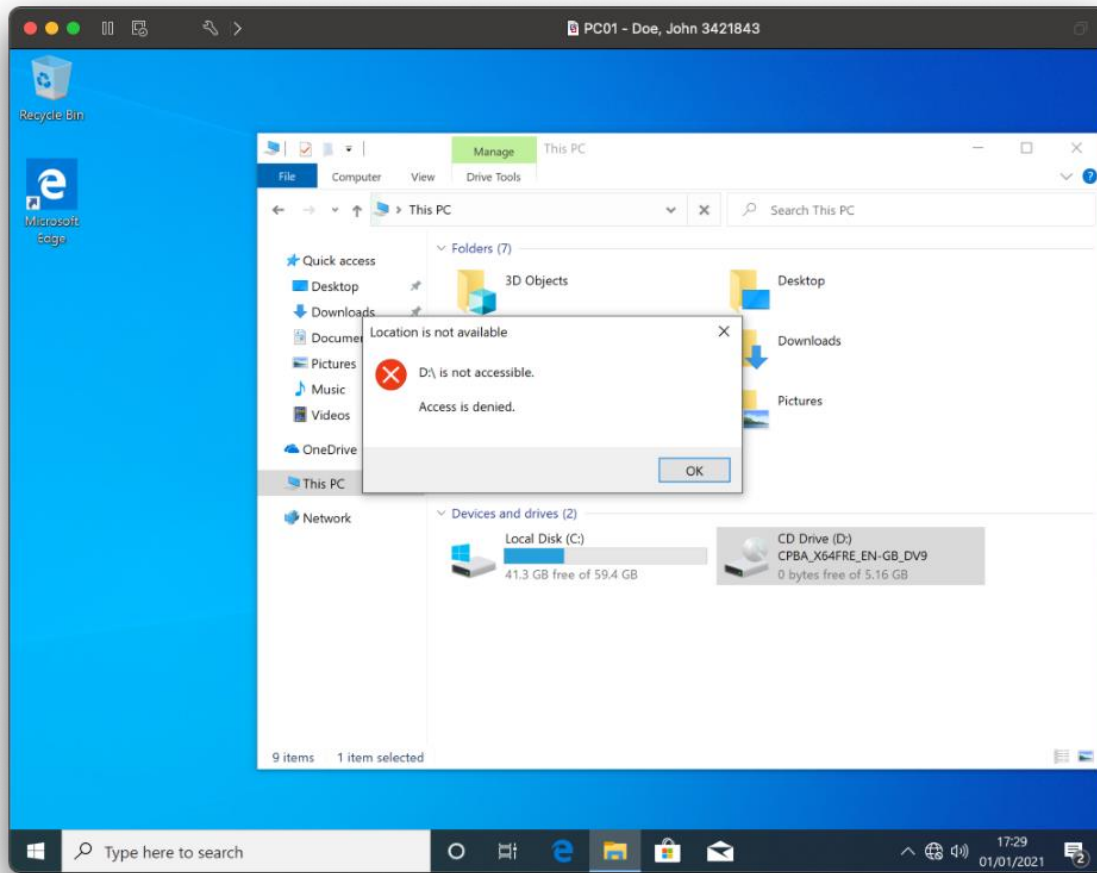 PC01 - Doe, John 3421843
Recycle Bin
Microsoft
Edge
Manage
This PC
File
Computer
View
Drive Tools
This PC
Search This PC
Quick access
Desktop
Downloads
Documen
Pictures
Music
Videos
OneDrive
This PC
Network
Folders (7)
3D Objects
Desktop
Downloads
Pictures
Location is not available
D:\ is not accessible.
Access is denied.
OK
Devices and drives (2)
Local Disk (C:)
41.3 GB free of 59.4 GB
CD Drive (D:)
CPBA_X64FRE_EN-GB_DV9
0 bytes free of 5.16 GB
9 items
1 item selected
Type here to search
17:29
01/01/2021
2